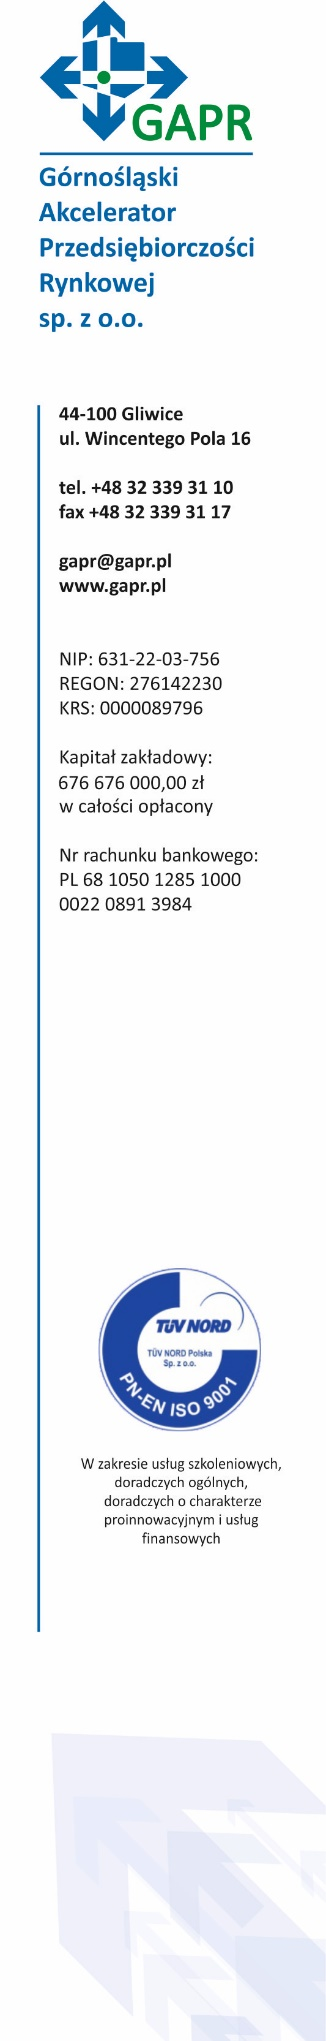 GAPR
Górnośląski
Akcelerator
Przedsiębiorczości
Rynkowej
sp. z o.o.
44-100 Gliwice
ul. Wincentego Pola 16
tel. +48 32 339 31 10
fax +48 32 339 31 17
gapr@gapr.pl
www.gapr.pl
NIP: 631-22-03-756
REGON: 276142230
KRS: 0000089796
Kapitał zakładowy:
676 676 000,00 zł
w całości opłacony
Nr rachunku bankowego:
PL 68 1050 1285 1000
0022 0891 3984
TÜV NORD
TÜV NORD Polska
Sp. z o.o.
PN-EN ISO 9001
W zakresie usług szkoleniowych,
doradczych ogólnych,
doradczych o charakterze
proinnowacyjnym i usług
finansowych